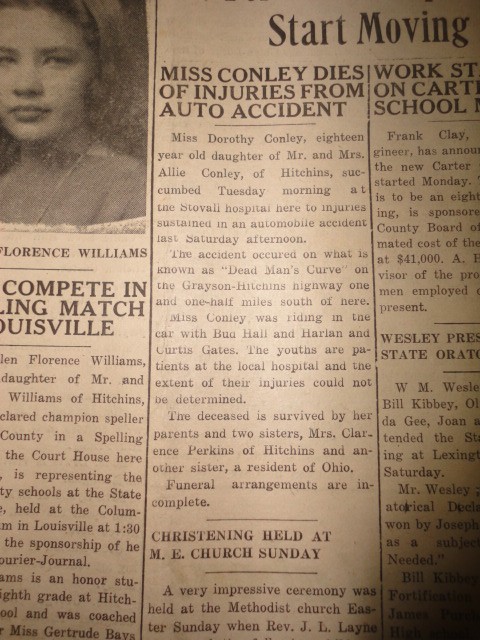 Start Moving
FLORENCE WILLIAMS
COMPETE IN
LING MATCH
OUISVILLE
len Florence Williams,
daughter of Mr. and
Williams of Hitchins,
clared champion speller
County in a Spelling
the Court House here
, is representing the
ty schools at the State
e, held at the Colum-
m in Louisville at 1:30
the sponsorship of he
ourier-Journal.
iams is an honor stu-
ighth grade at Hitch-
ool and was coached
r Miss Gertrude Bays
MISS CONLEY DIES
OF INJURIES FROM
AUTO ACCIDENT
Miss Dorothy Conley, eighteen
year old daughter of Mr. and Mrs.
Allie Conley, of Hitchins, suc-
cumbed Tuesday morning at
the Stovall hospital here to injuries
sustained in an automobile accident
last Saturday afternoon.
The accident occured on what is
known as "Dead Man's Curve" on
the Grayson-Hitchins highway one
and one-half miles south of here.
Miss Conley was riding in the
car with Bud Hall and Harlan and
Curtis Gates. The youths are pa-
tients at the local hospital and the
extent of their injuries could not
be determined.
The deceased is survived by her
parents and two sisters, Mrs. Clar-
ence Perkins of Hitchins and an-
other sister, a resident of Ohio.
Funeral arrangements are in-
complete.
CHRISTENING HELD AT
M. E. CHURCH SUNDAY
A very impressive ceremony was
held at the Methodist church Eas-
ter Sunday when Rev. J. L. Layne
WORK STA
ON CARTE
SCHOOL N
Frank Clay,
gineer, has announ
the new Carter
started Monday. T
is to be an eight
ing, is sponsore
County Board of
mated cost of the
at $41,000. A. B
visor of the pro
men employed o
present.
WESLEY PRES
STATE ORATO
W M. Wesle
Bill Kibbey, Ol
da Gee, Joan a
tended the Sta
ing at Lexingt
Saturday.
Mr. Wesley
atorical Decla
won by Joseph
as a subjec
Needed."
Bill Kibbey
Fortification
James